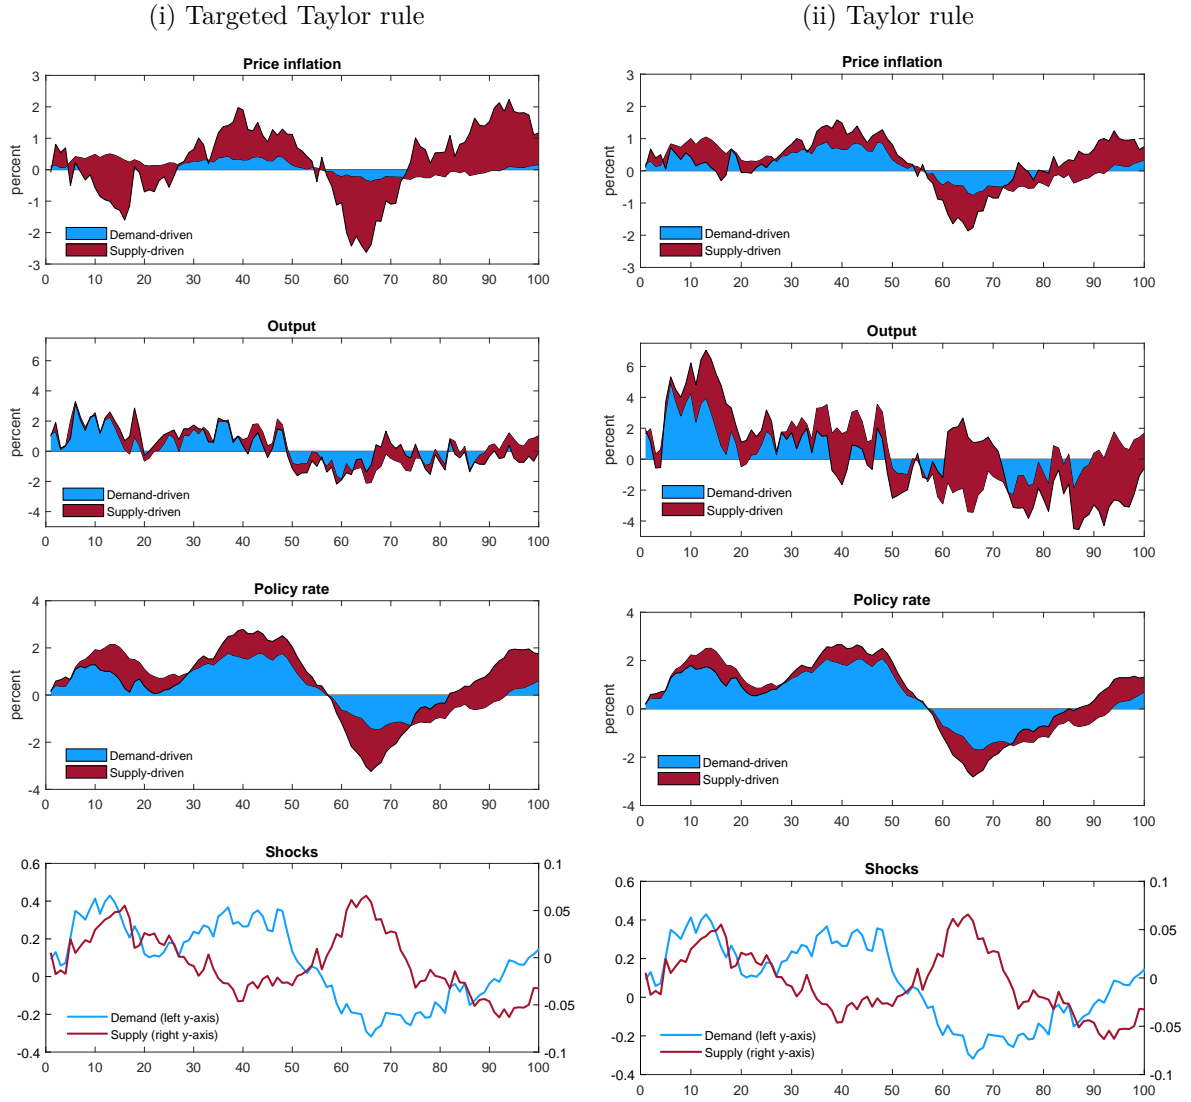 (i) Targeted Taylor rule
Price inflation
3
2
1
0
-1
-2
-3
percent
Demand-driven
Supply-driven
0 10 20 30 40 50 60 70 80 90 100
Output
6
4
2
0
-2
-4
percent
Demand-driven
Supply-driven
0 10 20 30 40 50 60 70 80 90 100
Policy rate
4
2
0
-2
-4
percent
Demand-driven
Supply-driven
0 10 20 30 40 50 60 70 80 90 100
Shocks
0.6
0.4
0.2
0
-0.2
-0.4
0.1
0.05
0
-0.05
-0.1
Demand (left y-axis)
Supply (right y-axis)
0 10 20 30 40 50 60 70 80 90 100
(ii) Taylor rule
Price inflation
3
2
1
0
-1
-2
-3
percent
Demand-driven
Supply-driven
0 10 20 30 40 50 60 70 80 90 100
Output
6
4
2
0
-2
-4
percent
Demand-driven
Supply-driven
0 10 20 30 40 50 60 70 80 90 100
Policy rate
4
2
0
-2
-4
percent
Demand-driven
Supply-driven
0 10 20 30 40 50 60 70 80 90 100
Shocks
0.6
0.4
0.2
0
-0.2
-0.4
0.1
0.05
0
-0.05
-0.1
Demand (left y-axis)
Supply (right y-axis)
0 10 20 30 40 50 60 70 80 90 100